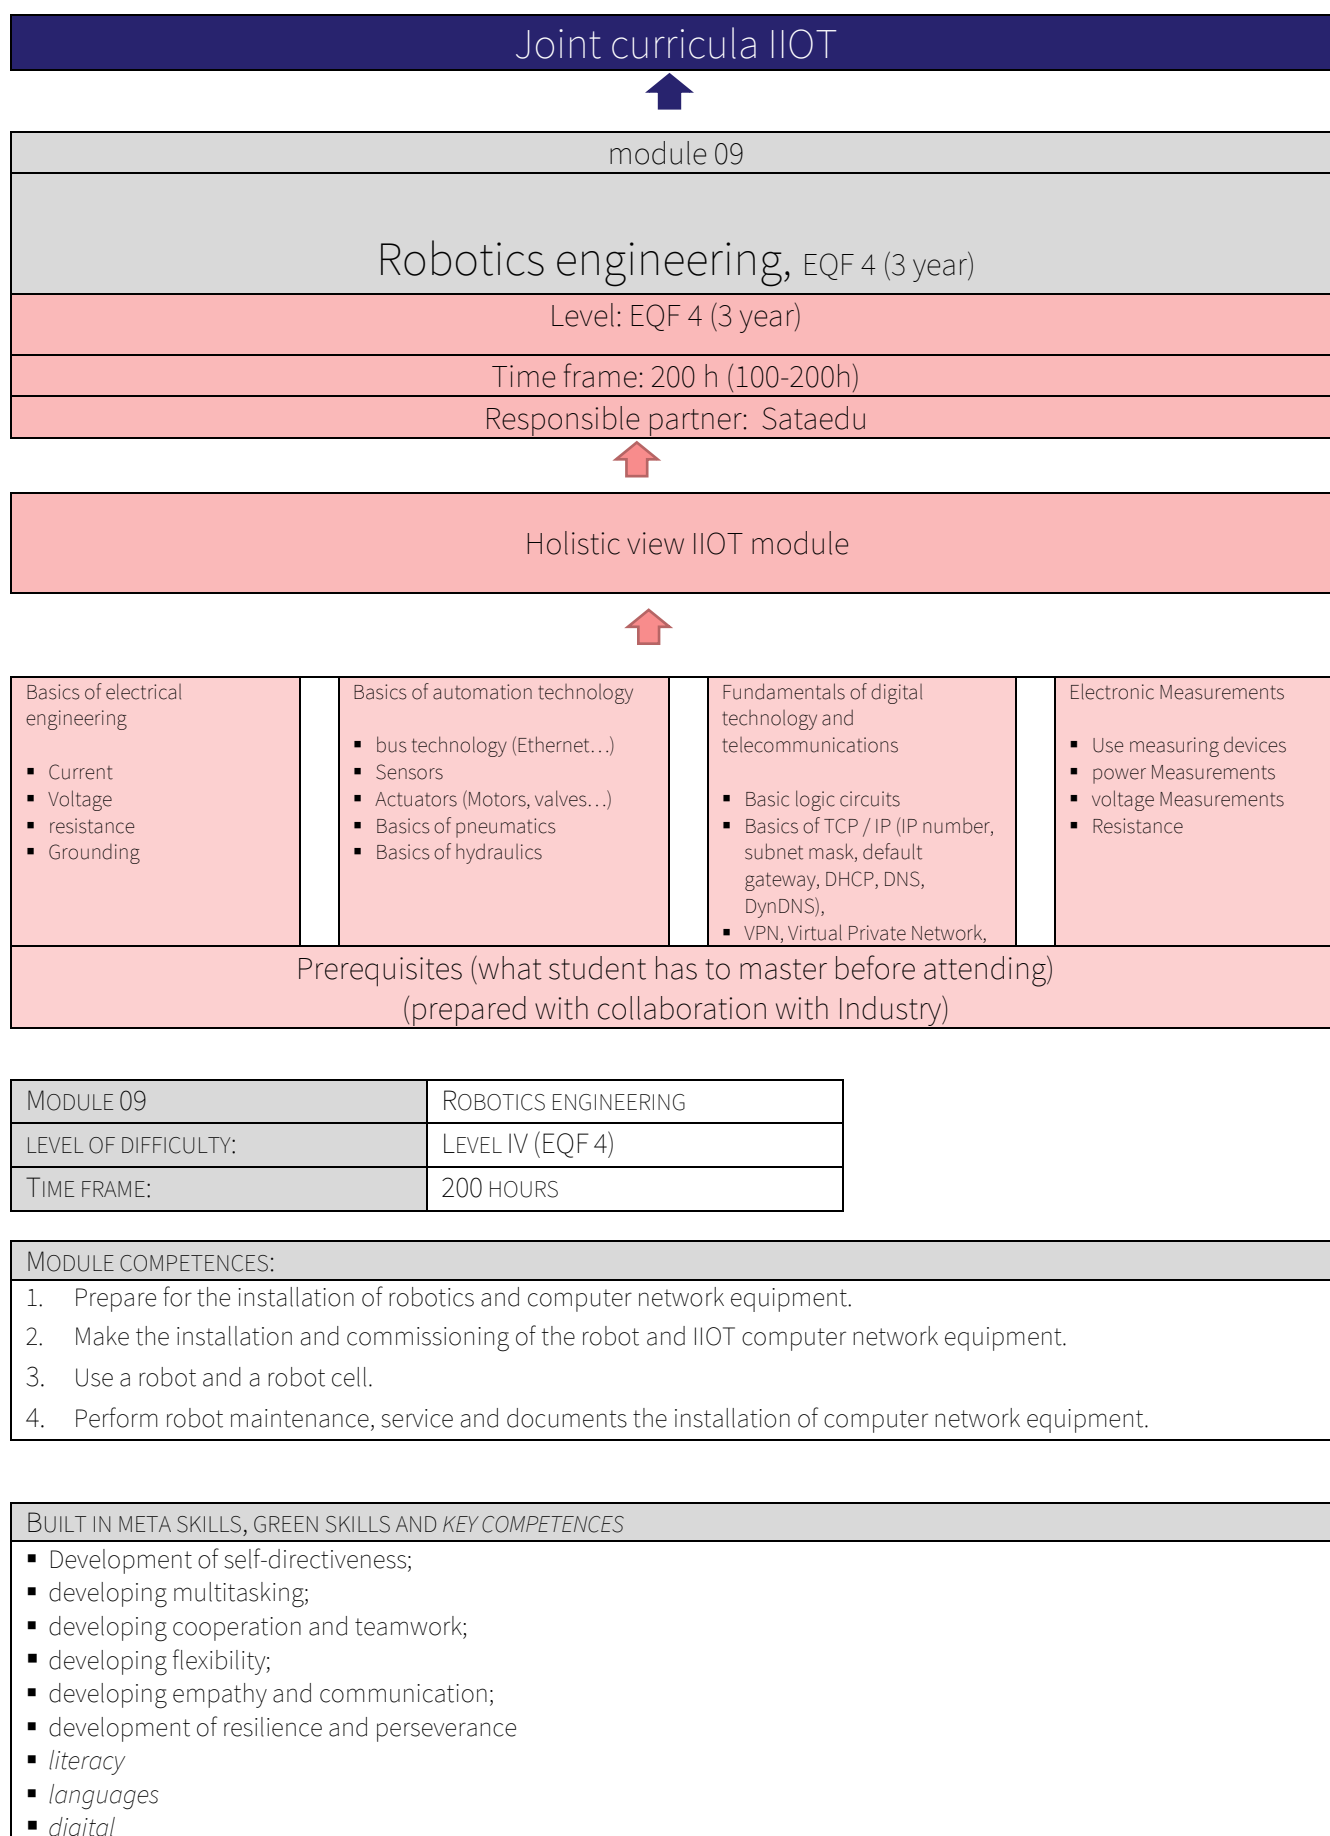 Joint curricula IIOT
module 09
Robotics engineering, EQF 4 (3 year)
Level: EQF 4 (3 year)
Time frame: 200 h (100-200h)
Responsible partner: Sataedu
Holistic view IIOT module
Basics of electrical
engineering
▪ Current
▪ Voltage
▪ resistance
▪ Grounding
Basics of automation technology
▪ bus technology (Ethernet…)
▪ Sensors
▪ Actuators (Motors, valves…)
▪ Basics of pneumatics
▪ Basics of hydraulics
Fundamentals of digital
technology and
telecommunications
▪ Basic logic circuits
▪ Basics of TCP / IP (IP number,
subnet mask, default
gateway, DHCP, DNS,
DynDNS),
▪ VPN, Virtual Private Network,
Electronic Measurements
▪ Use measuring devices
▪ power Measurements
▪ voltage Measurements
▪ Resistance
Prerequisites (what student has to master before attending)
(prepared with collaboration with Industry)
MODULE 09
ROBOTICS ENGINEERING
LEVEL OF DIFFICULTY:
LEVEL IV (EQF 4)
TIME FRAME:
200 HOURS
MODULE COMPETENCES:
1. Prepare for the installation of robotics and computer network equipment.
2. Make the installation and commissioning of the robot and IIOT computer network equipment.
3. Use a robot and a robot cell.
4. Perform robot maintenance, service and documents the installation of computer network equipment.
BUILT IN META SKILLS, GREEN SKILLS AND KEY COMPETENCES
▪ Development of self-directiveness;
▪ developing multitasking;
▪ developing cooperation and teamwork;
▪ developing flexibility;
▪ developing empathy and communication;
▪ development of resilience and perseverance
▪ literacy
▪ languages
▪ digital